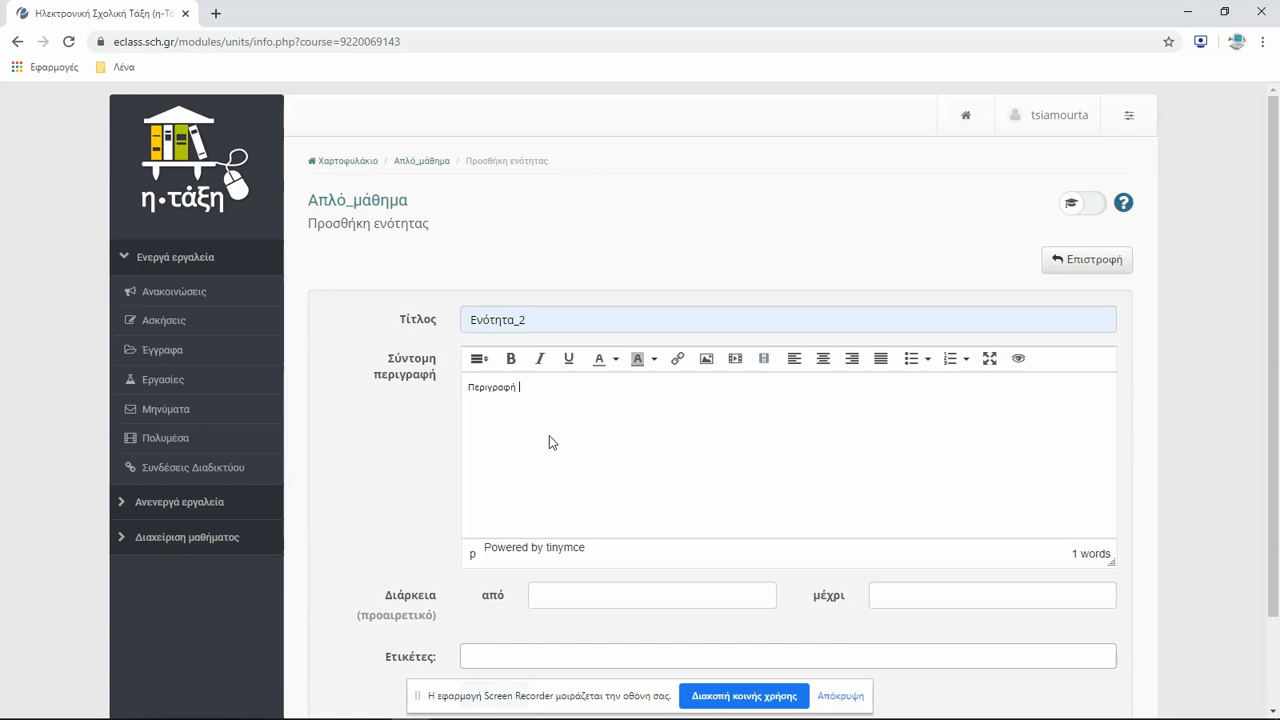 Ηλεκτρονική Σχολική Τάξη (η-Τά
eclass.sch.gr/modules/units/info.php?course=9220069143
Εφαρμογές
Λένα
η·τάξη
tsiamourta
Χαρτοφυλάκιο / Απλό_μάθημα / Προσθήκη ενότητας
Απλό_μάθημα
Προσθήκη ενότητας
Επιστροφή
Ενεργά εργαλεία
Ανακοινώσεις
Ασκήσεις
Έγγραφα
Εργασίες
Μηνύματα
Πολυμέσα
Συνδέσεις Διαδικτύου
Ανενεργά εργαλεία
Διαχείριση μαθήματος
Τίτλος
Ενότητα_2
Σύντομη
περιγραφή
B I U A A
Περιγραφή
p Powered by tinymce
1 words
Διάρκεια
(προαιρετικό)
από
μέχρι
Ετικέτες:
Η εφαρμογή Screen Recorder μοιράζεται την οθόνη σας.
Διακοπή κοινής χρήσης
Απόκρυψη